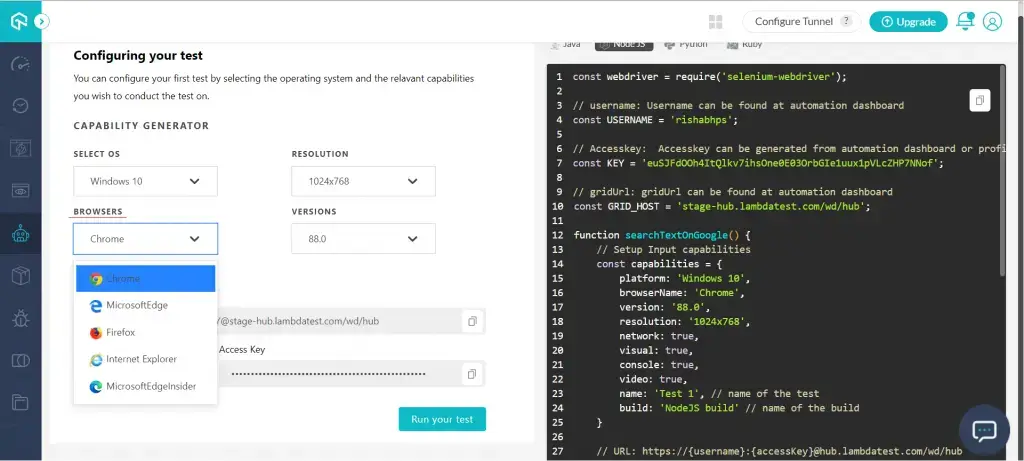 Configure Tunnel ?
Upgrade
Configuring your test
You can configure your first test by selecting the operating system and the relavant capabilities
you wish to conduct the test on.
CAPABILITY GENERATOR
SELECT OS
RESOLUTION
Windows 10
1024x768
BROWSERS
VERSIONS
Chrome
88.0
Chrome
MicrosoftEdge
Firefox
Internet Explorer
MicrosoftEdgeInsider
/@stage-hub.lambdatest.com/wd/hub
Access Key
••••••••••••••••••••••••••••••••••••••••••••••••••
Run your test
Java
Node JS
Python
Ruby
1 const webdriver = require('selenium-webdriver');
2
3 // username: Username can be found at automation dashboard
4 const USERNAME = 'rishabhps';
5
6 // Accesskey:  Accesskey can be generated from automation dashboard or profi
7 const KEY = 'euSJFdOOh4ItQlkv7ihsOne0E03OrbGIe1uux1pVLcZHP7NNof';
8
9 // gridUrl: gridUrl can be found at automation dashboard
10 const GRID_HOST = 'stage-hub.lambdatest.com/wd/hub';
11
12 function searchTextOnGoogle() {
13 // Setup Input capabilities
14 const capabilities = {
15 platform: 'Windows 10',
16 browserName: 'Chrome',
17 version: '88.0',
18 resolution: '1024x768',
19 network: true,
20 visual: true,
21 console: true,
22 video: true,
23 name: 'Test 1', // name of the test
24 build: 'NodeJS build' // name of the build
25 }
26
27 // URL: https://{username}:{accessKey}@hub.lambdatest.com/wd/hub